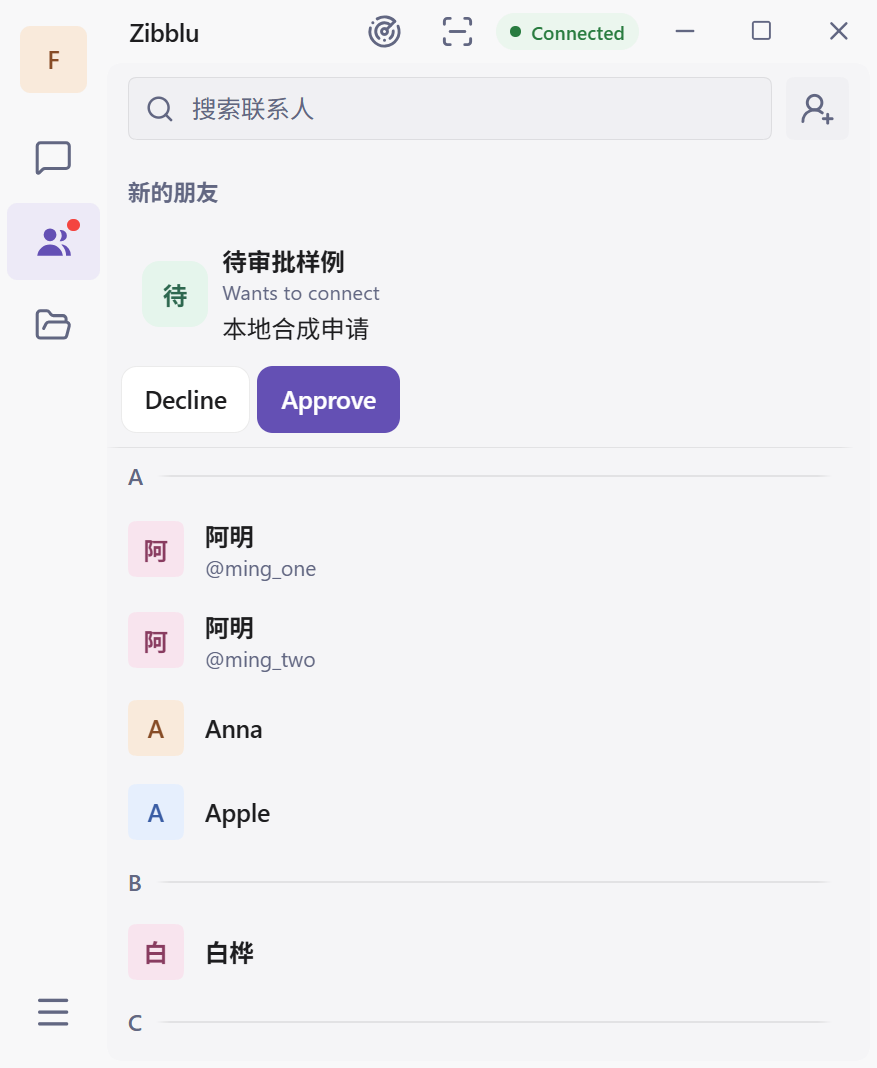 F
Zibblu
Connected
搜索联系人
新的朋友
待
待审批样例
Wants to connect
本地合成申请
Decline
Approve
A
阿
阿明
@ming_one
阿
阿明
@ming_two
A
Anna
A
Apple
B
白
白桦
C